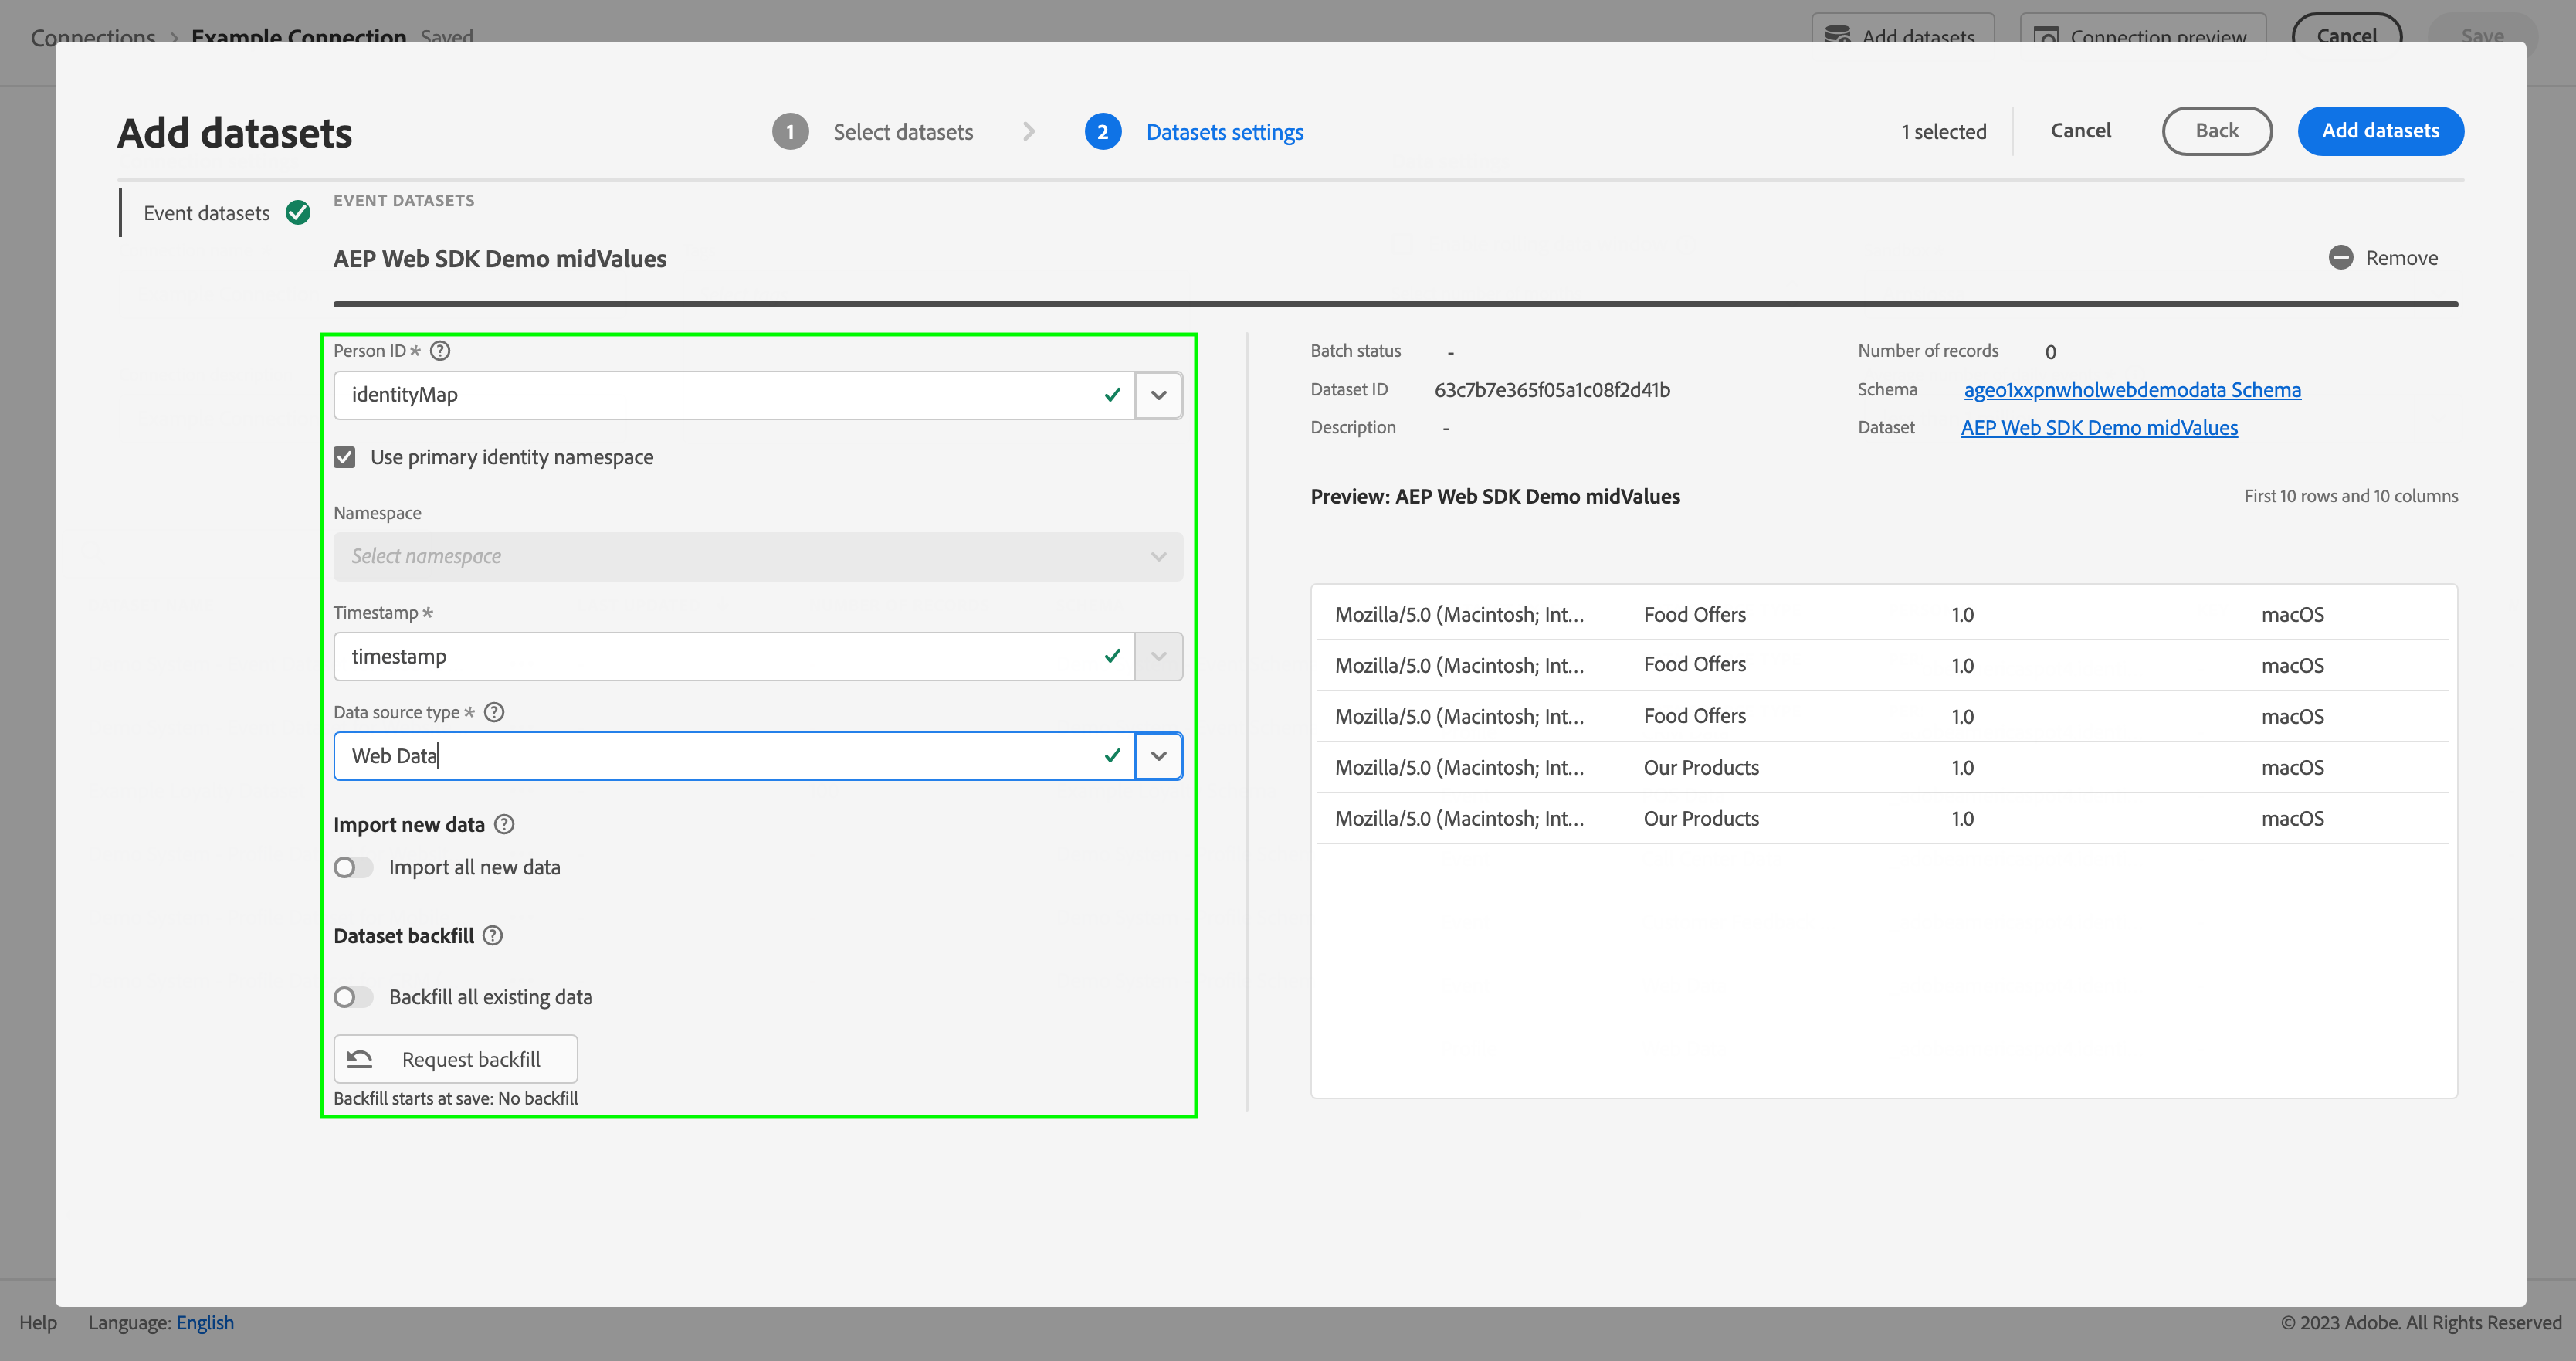 Connections > Example Connection Saved Add datasets Connection preview Cancel Save
Add datasets
1 Select datasets > 2 Datasets settings
1 selected Cancel Back Add datasets
Event datasets
EVENT DATASETS
AEP Web SDK Demo midValues
Remove
Person ID * ?
identityMap
Use primary identity namespace
Namespace
Select namespace
Timestamp *
timestamp
Data source type * ?
Web Data
Import new data ?
Import all new data
Dataset backfill ?
Backfill all existing data
Request backfill
Backfill starts at save: No backfill
Batch status -
Number of records 0
Dataset ID 63c7b7e365f05a1c08f2d41b
Schema ageo1xxpnwholwebdemodata Schema
Description -
Dataset AEP Web SDK Demo midValues
Preview: AEP Web SDK Demo midValues
First 10 rows and 10 columns
Mozilla/5.0 (Macintosh; Int... Food Offers 1.0 macOS
Mozilla/5.0 (Macintosh; Int... Food Offers 1.0 macOS
Mozilla/5.0 (Macintosh; Int... Food Offers 1.0 macOS
Mozilla/5.0 (Macintosh; Int... Our Products 1.0 macOS
Mozilla/5.0 (Macintosh; Int... Our Products 1.0 macOS
Help Language: English
© 2023 Adobe. All Rights Reserved